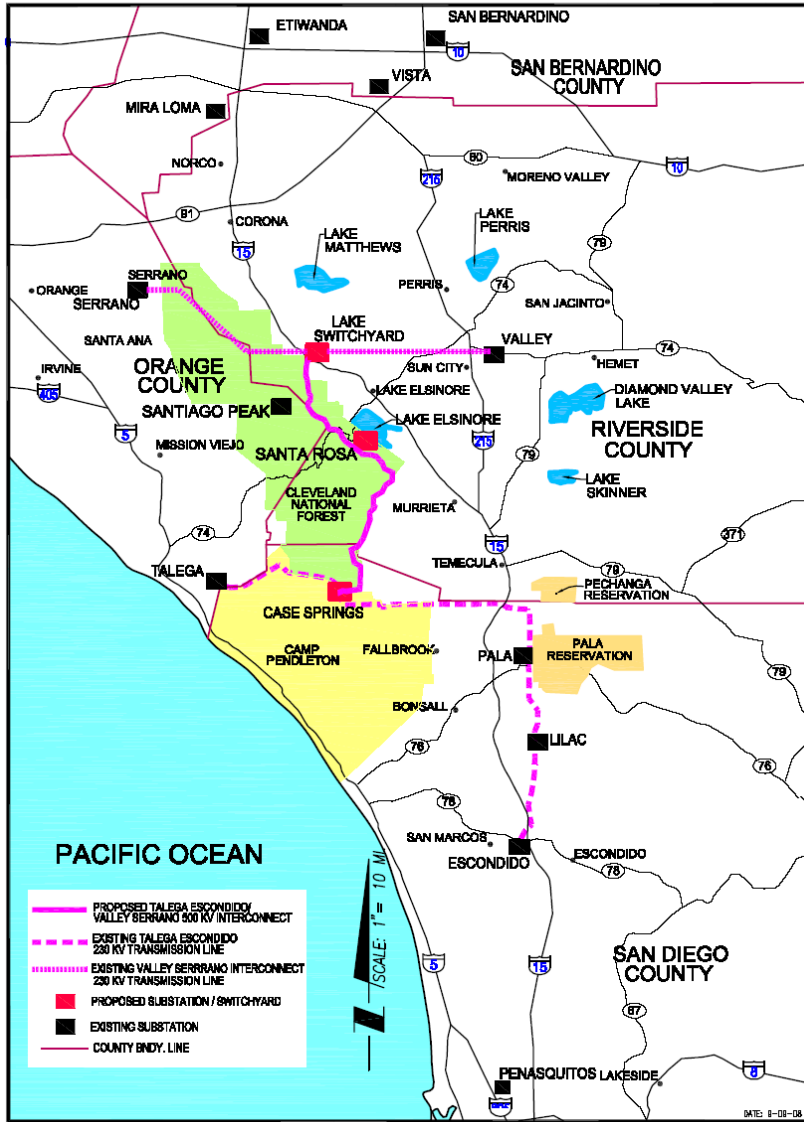 ETIWANDA
SAN BERNARDINO
10
SAN BERNARDINO
COUNTY
VISTA
MIRA LOMA
NORCO
60
215
MORENO VALLEY
10
91
CORONA
LAKE
MATTHEWS
LAKE
PERRIS
79
15
SERRANO
ORANGE
SERRANO
PERRIS
74
SAN JACINTO
SANTA ANA
LAKE
SWITCHYARD
VALLEY
74
ORANGE
COUNTY
SUN CITY
HEMET
IRVINE
405
LAKE ELSINORE
DIAMOND VALLEY
LAKE
SANTIAGO PEAK
LAKE ELSINORE
5
RIVERSIDE
COUNTY
MISSION VIEJO
SANTA ROSA
215
79
LAKE
SKINNER
CLEVELAND
NATIONAL
FOREST
MURRIETA
74
15
371
TALEGA
TEMECULA
79
PECHANGA
RESERVATION
CASE SPRINGS
CAMP
PENDLETON
FALLBROOK
PALA
PALA
RESERVATION
79
BONSALL
76
LILAC
76
78
SAN MARCOS
ESCONDIDO
ESCONDIDO
78
PACIFIC OCEAN
SCALE: 1" = 10 MI.
PROPOSED TALEGA ESCONDIDO/
VALLEY SERRANO 500 KV INTERCONNECT
EXISTING TALEGA ESCONDIDO
230 KV TRANSMISSION LINE
EXISTING VALLEY SERRRANO INTERCONNECT
230 KV TRANSMISSION LINE
PROPOSED SUBSTATION / SWITCHYARD
EXISTING SUBSTATION
COUNTY BNDY. LINE
5
15
SAN DIEGO
COUNTY
67
PENASQUITOS
LAKESIDE
8